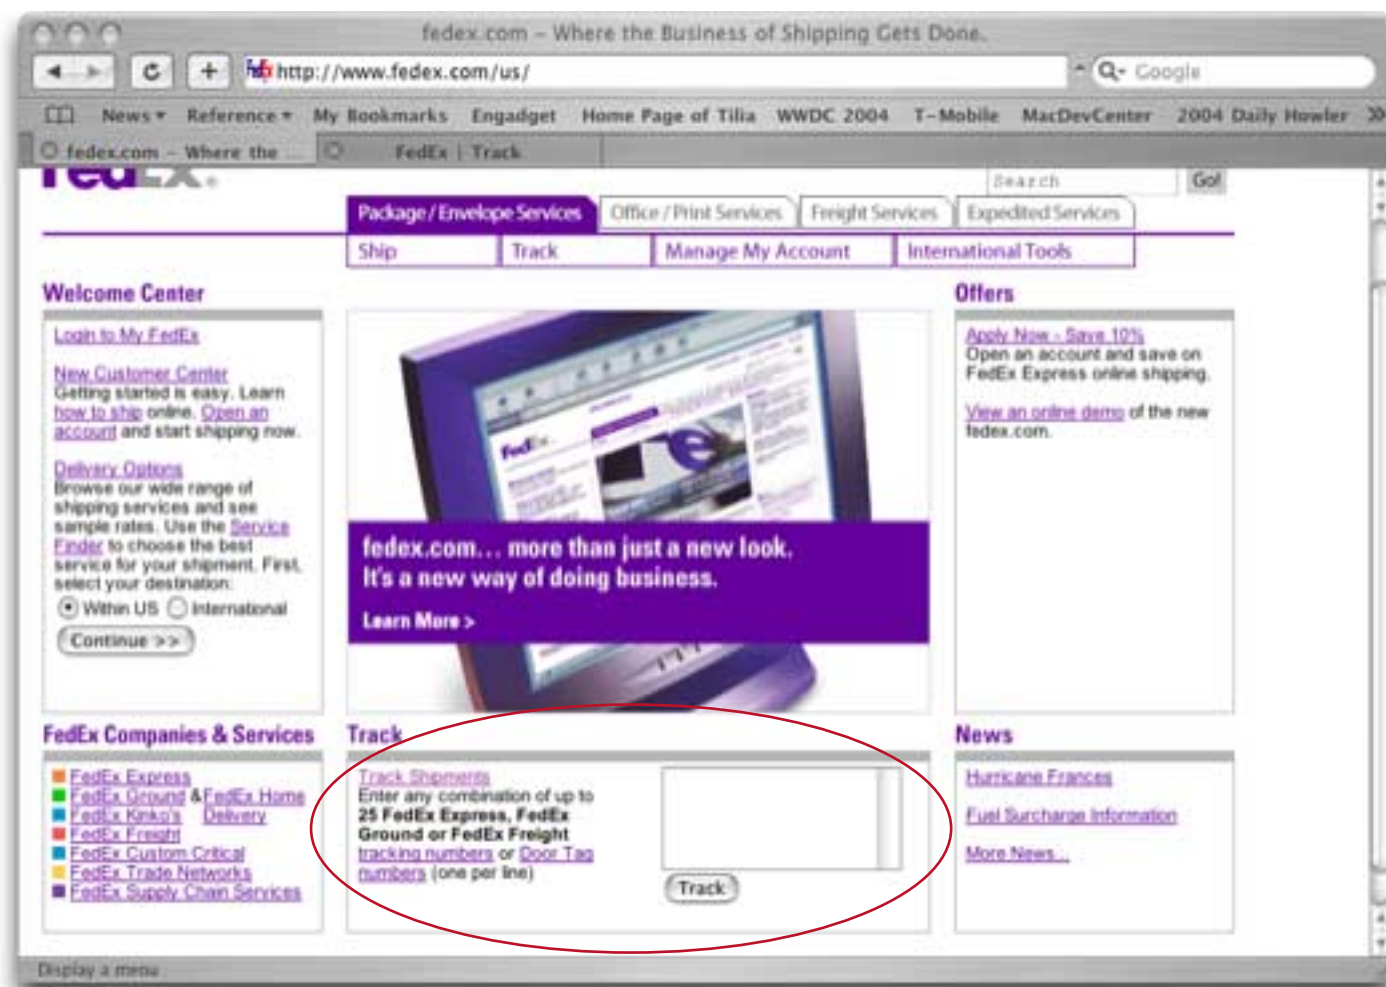 fedex.com – Where the Business of Shipping Gets Done.
http://www.fedex.com/us/
Q- Google
News Reference My Bookmarks Engadget Home Page of Tilia WWDC 2004 T-Mobile MacDevCenter 2004 Daily Howler
fedex.com – Where the ... FedEx | Track
FedEx®
Search Go!
Package / Envelope Services Office / Print Services Freight Services Expedited Services
Ship Track Manage My Account International Tools
Welcome Center
Login to My FedEx
New Customer Center
Getting started is easy. Learn
how to ship online. Open an
account and start shipping now.
Delivery Options
Browse our wide range of
shipping services and see
sample rates. Use the Service
Finder to choose the best
service for your shipment. First,
select your destination:
Within US International
Continue >>
FedEx.
fedex.com... more than just a new look.
It's a new way of doing business.
Learn More >
Offers
Apply Now - Save 10%
Open an account and save on
FedEx Express online shipping.
View an online demo of the new
fedex.com.
FedEx Companies & Services
FedEx Express
FedEx Ground & FedEx Home
FedEx Kinko's Delivery
FedEx Freight
FedEx Custom Critical
FedEx Trade Networks
FedEx Supply Chain Services
Track
Track Shipments
Enter any combination of up to
25 FedEx Express, FedEx
Ground or FedEx Freight
tracking numbers or Door Tag
numbers (one per line)
Track
News
Hurricane Frances
Fuel Surcharge Information
More News...
Display a menu